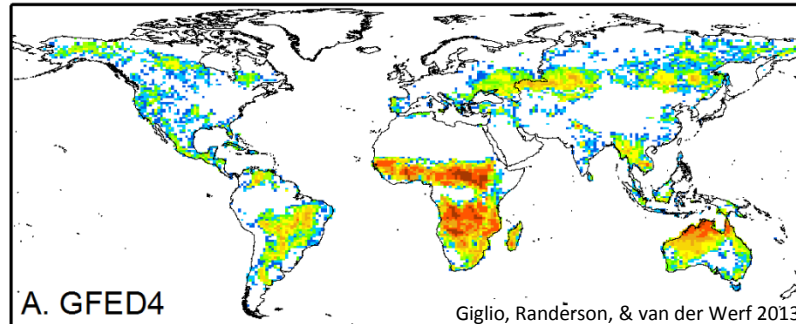 A. GFED4
Giglio, Randerson, & van der Werf 2013